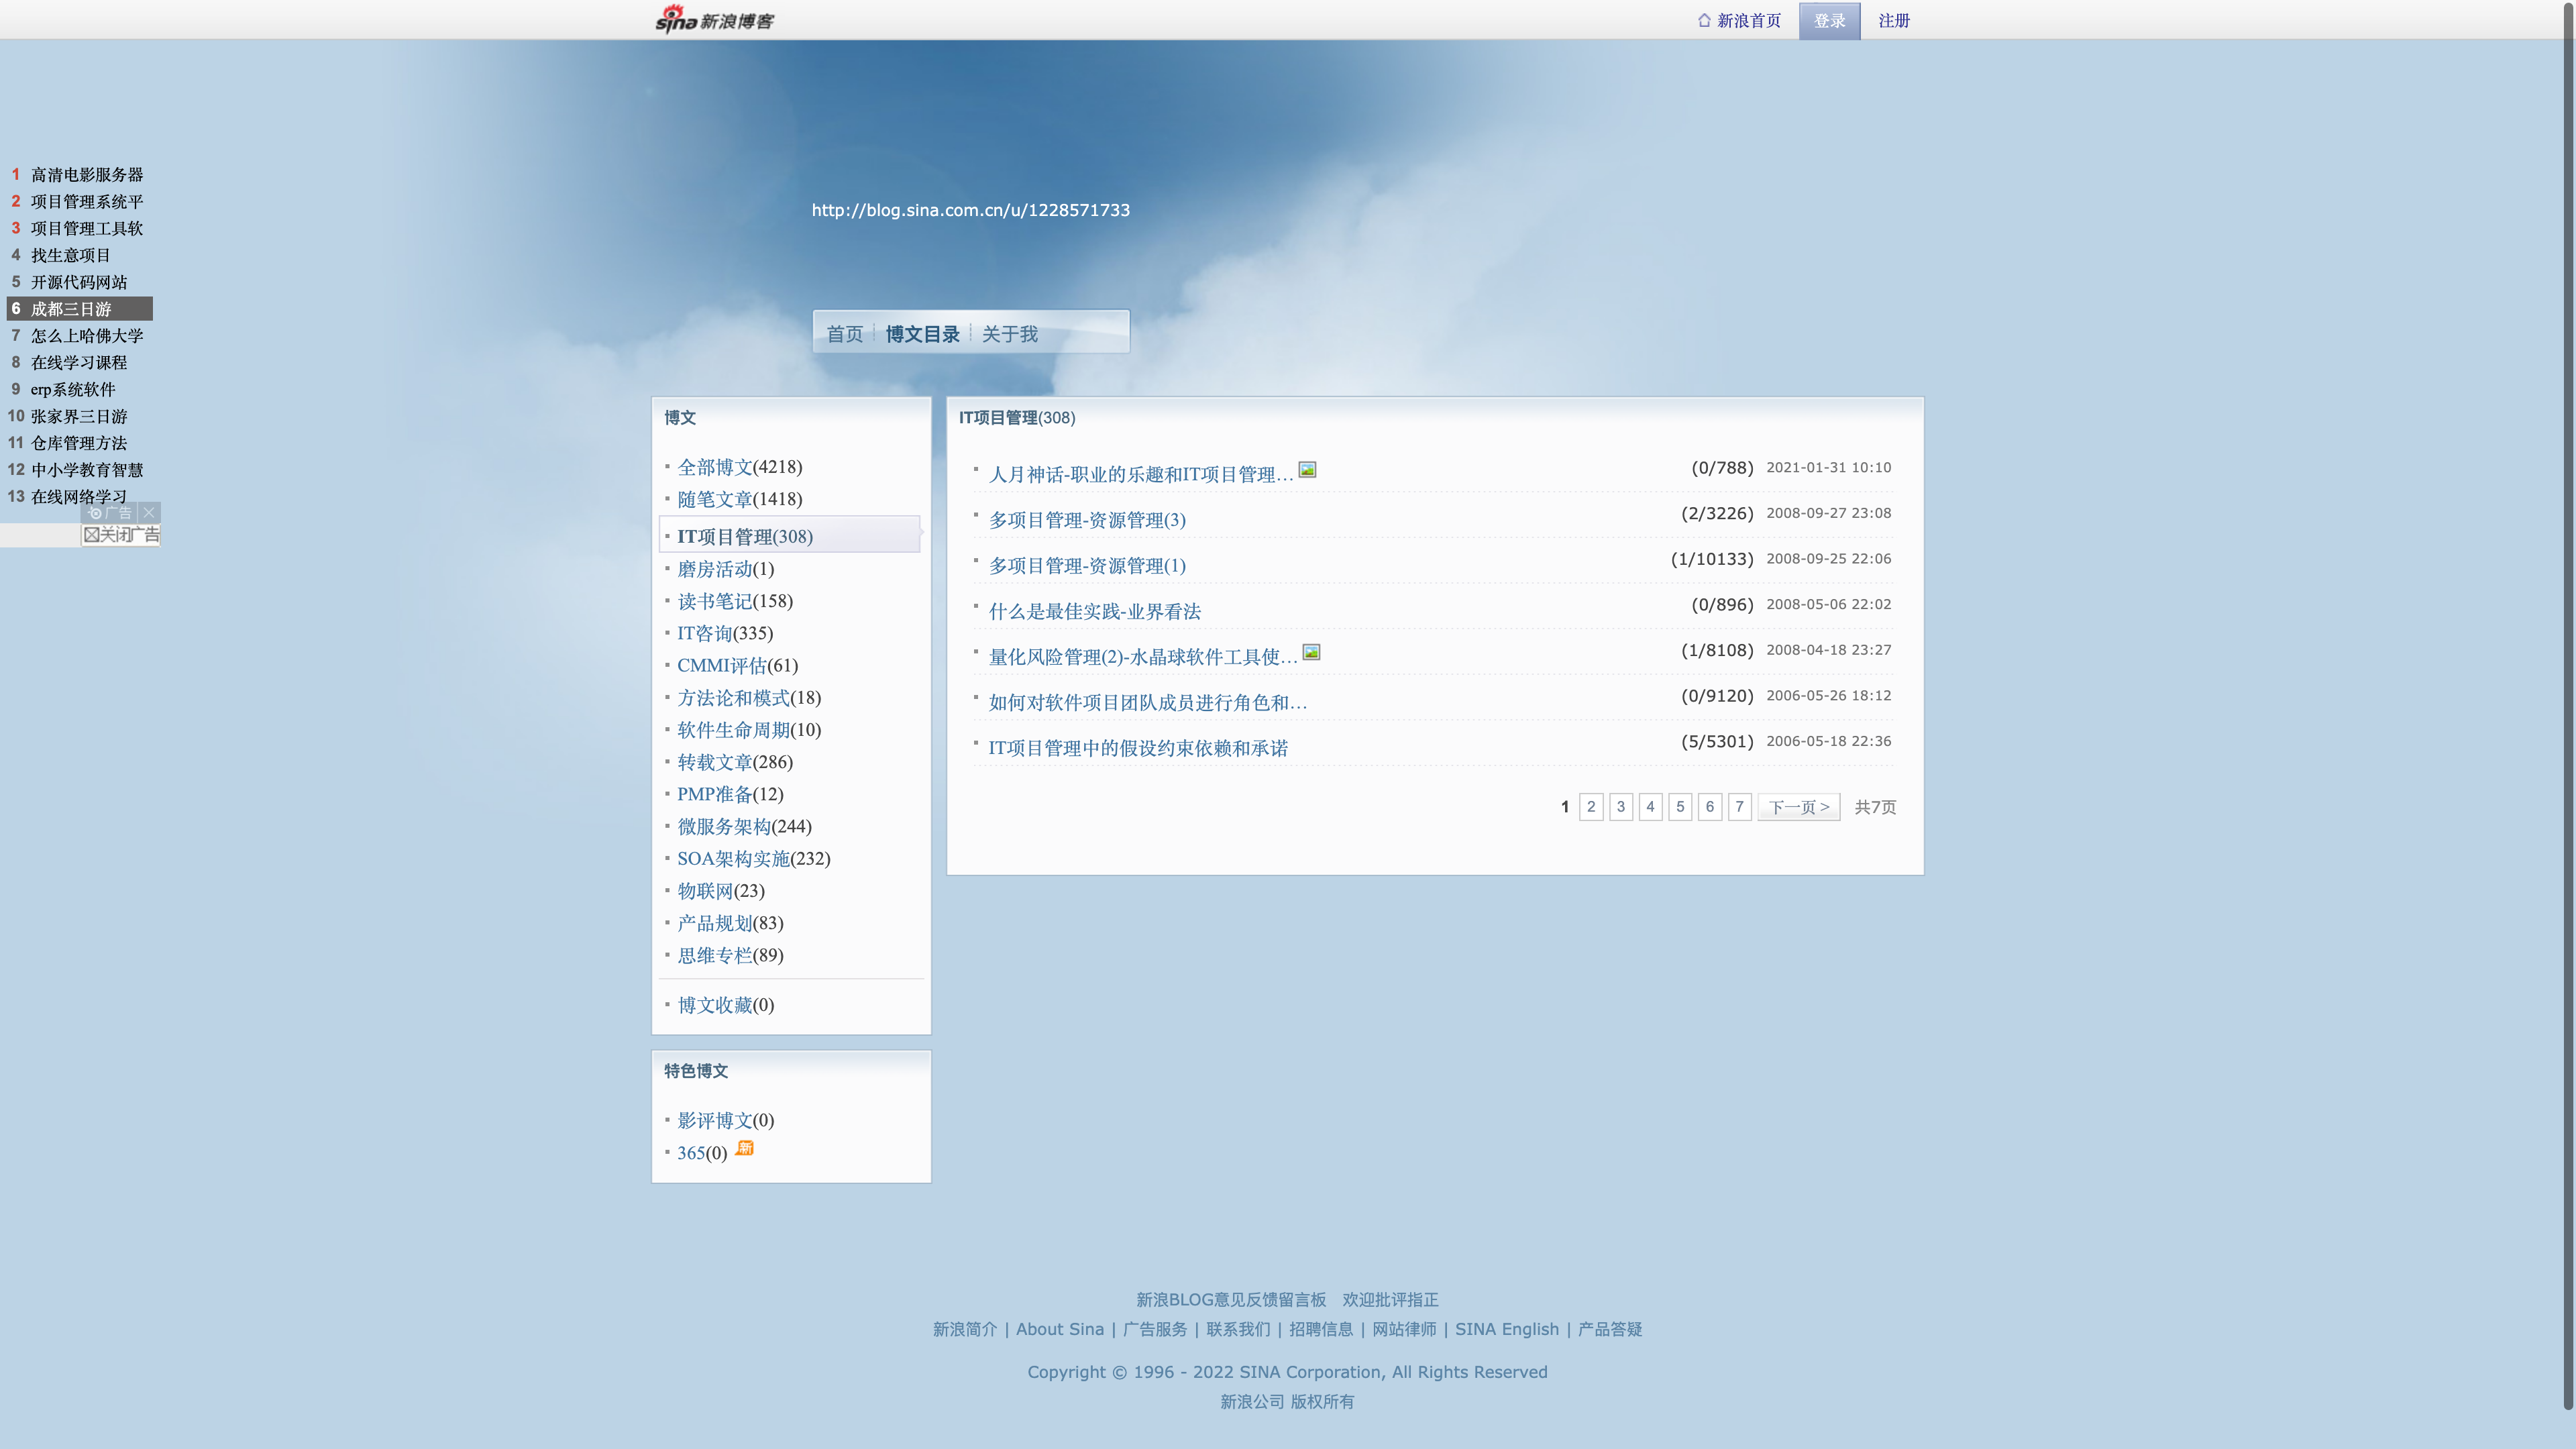 sina新浪博客
新浪首页 登录 注册
http://blog.sina.com.cn/u/1228571733
首页 博文目录 关于我
1 高清电影服务器
2 项目管理系统平
3 项目管理工具软
4 找生意项目
5 开源代码网站
6 成都三日游
7 怎么上哈佛大学
8 在线学习课程
9 erp系统软件
10 张家界三日游
11 仓库管理方法
12 中小学教育智慧
13 在线网络学习
广告
关闭广告
博文
全部博文(4218)
随笔文章(1418)
IT项目管理(308)
磨房活动(1)
读书笔记(158)
IT咨询(335)
CMMI评估(61)
方法论和模式(18)
软件生命周期(10)
转载文章(286)
PMP准备(12)
微服务架构(244)
SOA架构实施(232)
物联网(23)
产品规划(83)
思维专栏(89)
博文收藏(0)
特色博文
影评博文(0)
365(0) 新
IT项目管理(308)
人月神话-职业的乐趣和IT项目管理… (0/788) 2021-01-31 10:10
多项目管理-资源管理(3) (2/3226) 2008-09-27 23:08
多项目管理-资源管理(1) (1/10133) 2008-09-25 22:06
什么是最佳实践-业界看法 (0/896) 2008-05-06 22:02
量化风险管理(2)-水晶球软件工具使… (1/8108) 2008-04-18 23:27
如何对软件项目团队成员进行角色和… (0/9120) 2006-05-26 18:12
IT项目管理中的假设约束依赖和承诺 (5/5301) 2006-05-18 22:36
1 2 3 4 5 6 7 下一页 > 共7页
新浪BLOG意见反馈留言板 欢迎批评指正
新浪简介 | About Sina | 广告服务 | 联系我们 | 招聘信息 | 网站律师 | SINA English | 产品答疑
Copyright © 1996 - 2022 SINA Corporation, All Rights Reserved
新浪公司 版权所有